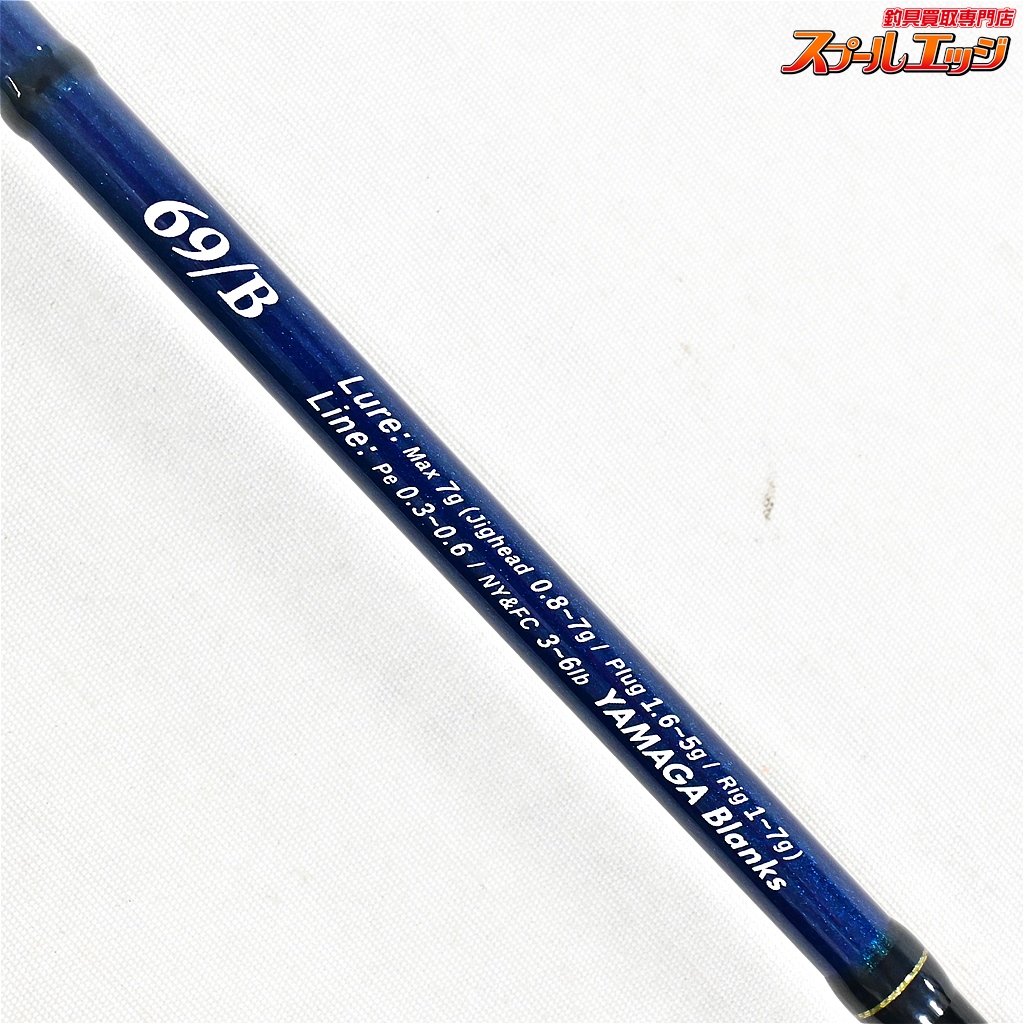 釣具買取専門店
スプールエッジ
69/B
Lure: Max 7g (Jighead 0.8~7g / Plug 1.6~5g / Rig 1~7g)
Line: Pe 0.3~0.6 / NY&FC 3~6lb YAMAGA Blanks